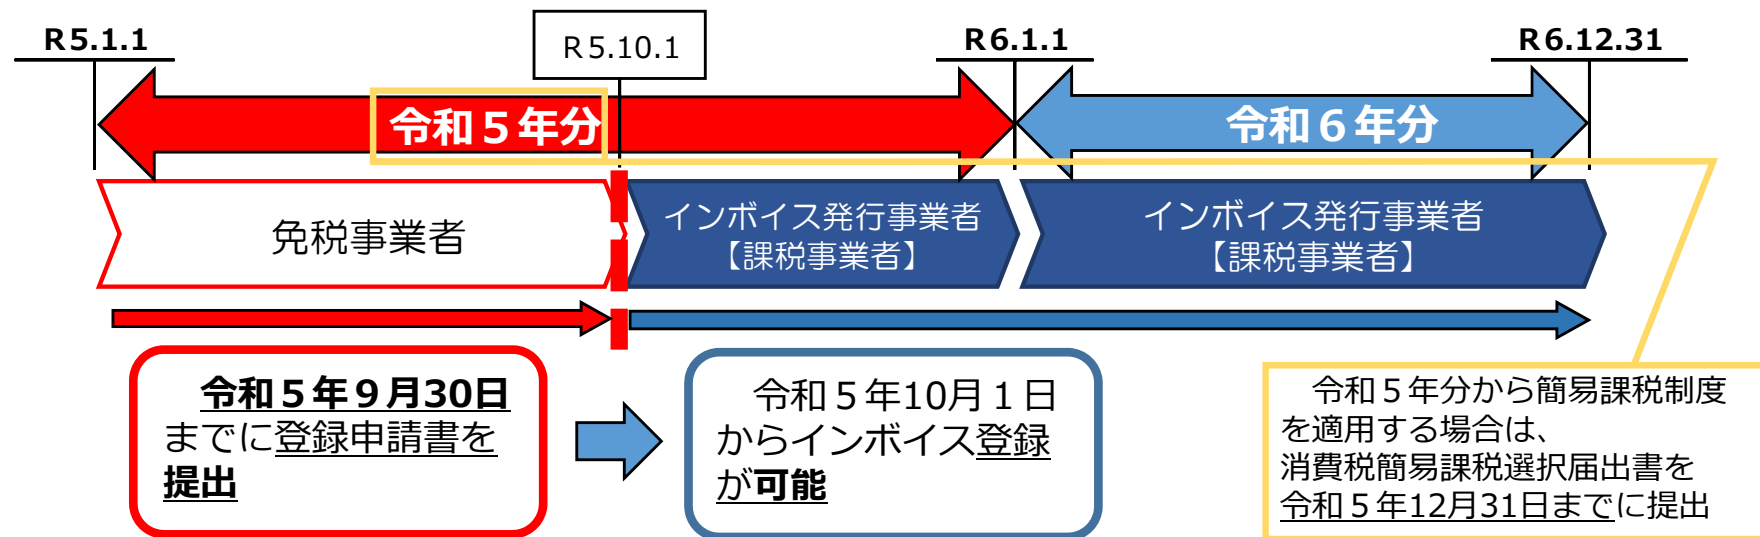 R5.1.1
R5.10.1
R6.1.1
R6.12.31
令和５年分
令和６年分
免税事業者
インボイス発行事業者
【課税事業者】
インボイス発行事業者
【課税事業者】
令和５年９月30日
までに登録申請書を
提出
令和５年10月１日
からインボイス登録
が可能
令和５年分から簡易課税制度
を適用する場合は、
消費税簡易課税選択届出書を
令和５年12月31日までに提出